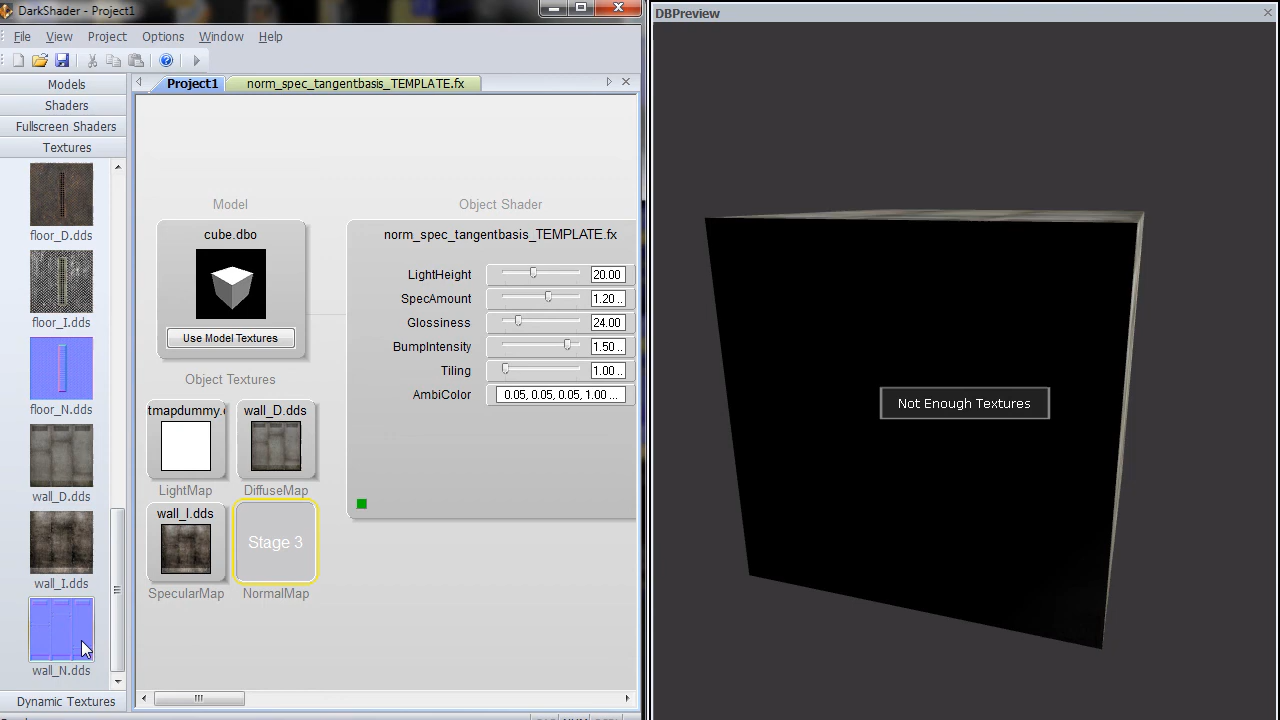 DarkShader - Project1
File View Project Options Window Help
Models
Shaders
Fullscreen Shaders
Textures
floor_D.dds
floor_I.dds
floor_N.dds
wall_D.dds
wall_I.dds
wall_N.dds
Dynamic Textures
Project1 norm_spec_tangentbasis_TEMPLATE.fx
Model
cube.dbo
Use Model Textures
Object Textures
tmapdummy. wall_D.dds
LightMap DiffuseMap
wall_I.dds
Stage 3
SpecularMap NormalMap
Object Shader
norm_spec_tangentbasis_TEMPLATE.fx
LightHeight 20.00
SpecAmount 1.20 ..
Glossiness 24.00
BumpIntensity 1.50 ..
Tiling 1.00 ..
AmbiColor 0.05, 0.05, 0.05, 1.00 ...
DBPreview
Not Enough Textures